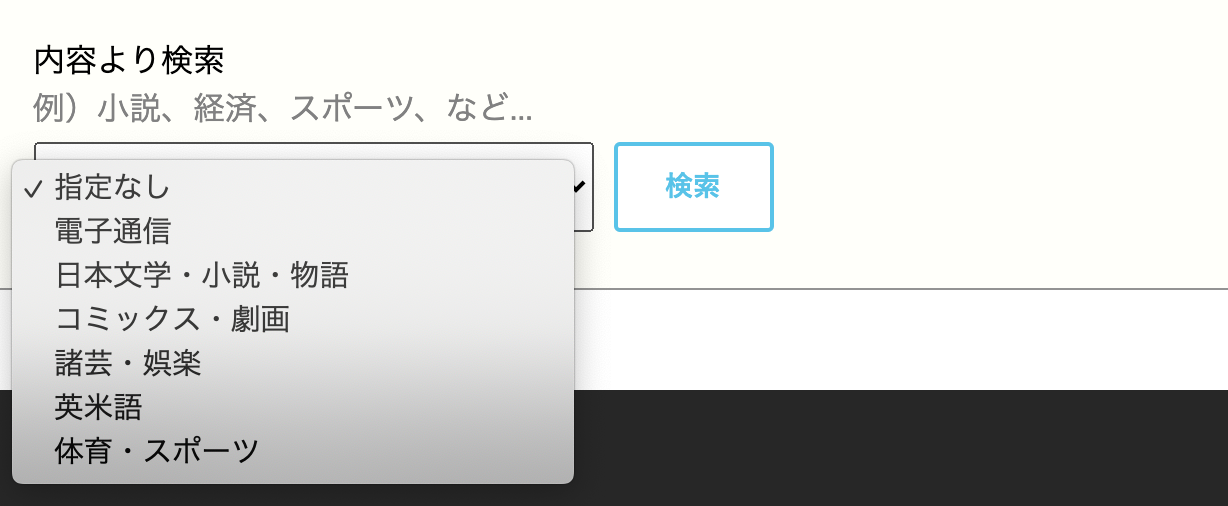 内容より検索
例）小説、経済、スポーツ、など...
✓ 指定なし
検索
電子通信
日本文学・小説・物語
コミックス・劇画
諸芸・娯楽
英米語
体育・スポーツ